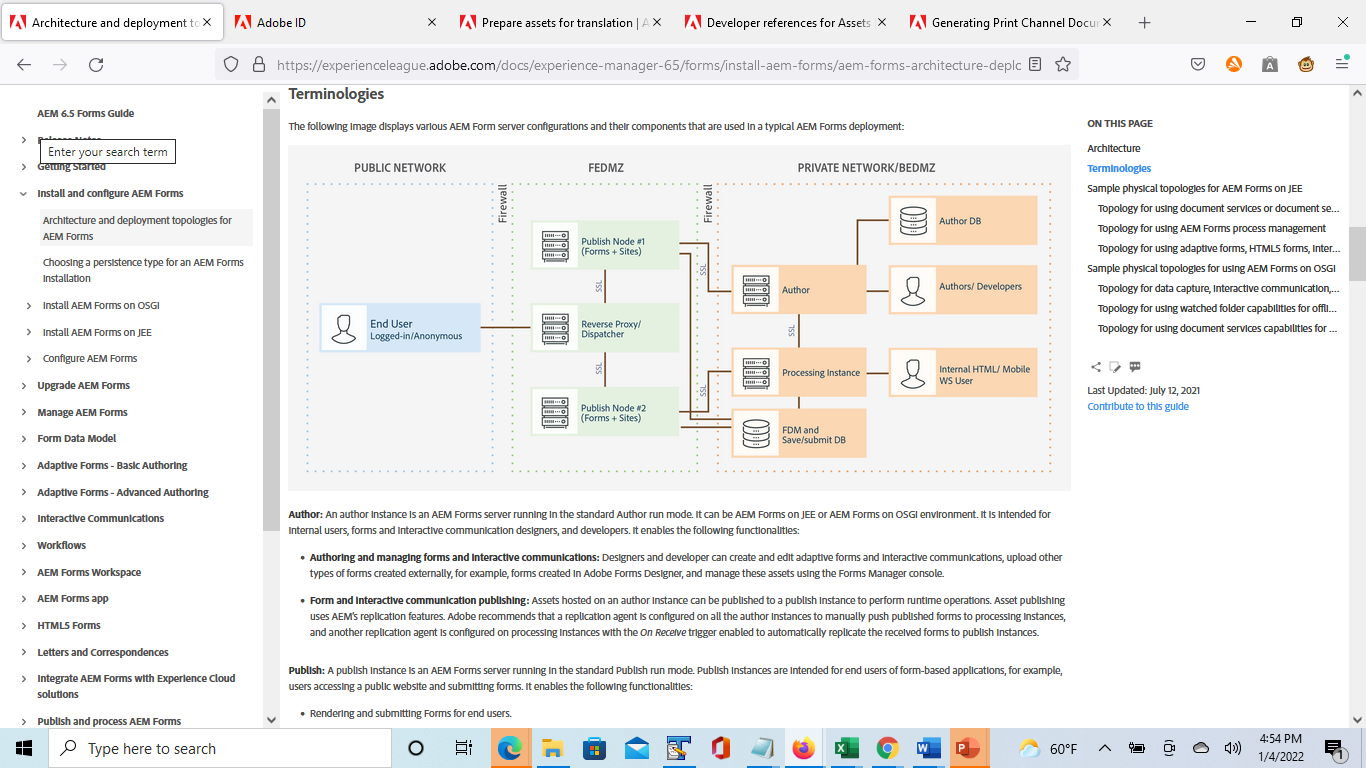 Architecture and deployment to
Adobe ID
Prepare assets for translation | A
Developer references for Assets
Generating Print Channel Docu
https://experienceleague.adobe.com/docs/experience-manager-65/forms/install-aem-forms/aem-forms-architecture-deplo
AEM 6.5 Forms Guide
Release Notes
Enter your search term
Getting Started
Install and configure AEM Forms
Architecture and deployment topologies for
AEM Forms
Choosing a persistence type for an AEM Forms
installation
Install AEM Forms on OSGI
Install AEM Forms on JEE
Configure AEM Forms
Upgrade AEM Forms
Manage AEM Forms
Form Data Model
Adaptive Forms - Basic Authoring
Adaptive Forms - Advanced Authoring
Interactive Communications
Workflows
AEM Forms Workspace
AEM Forms app
HTML5 Forms
Letters and Correspondences
Integrate AEM Forms with Experience Cloud
solutions
Publish and process AEM Forms
Terminologies
The following image displays various AEM Form server configurations and their components that are used in a typical AEM Forms deployment:
PUBLIC NETWORK
FEDMZ
PRIVATE NETWORK/BEDMZ
Firewall
Firewall
End User
Logged-in/Anonymous
Publish Node #1
(Forms + Sites)
SSL
Reverse Proxy/
Dispatcher
SSL
Publish Node #2
(Forms + Sites)
SSL
SSL
Author DB
Author
Authors/ Developers
SSL
Processing Instance
Internal HTML/ Mobile
WS User
FDM and
Save/submit DB
Author: An author instance is an AEM Forms server running in the standard Author run mode. It can be AEM Forms on JEE or AEM Forms on OSGi environment. It is intended for
internal users, forms and interactive communication designers, and developers. It enables the following functionalities:
• Authoring and managing forms and interactive communications: Designers and developer can create and edit adaptive forms and interactive communications, upload other
types of forms created externally, for example, forms created in Adobe Forms Designer, and manage these assets using the Forms Manager console.
• Form and interactive communication publishing: Assets hosted on an author instance can be published to a publish instance to perform runtime operations. Asset publishing
uses AEM's replication features. Adobe recommends that a replication agent is configured on all the author instances to manually push published forms to processing instances,
and another replication agent is configured on processing instances with the On Receive trigger enabled to automatically replicate the received forms to publish instances.
Publish: A publish instance is an AEM Forms server running in the standard Publish run mode. Publish instances are intended for end users of form-based applications, for example,
users accessing a public website and submitting forms. It enables the following functionalities:
• Rendering and submitting Forms for end users.
ON THIS PAGE
Architecture
Terminologies
Sample physical topologies for AEM Forms on JEE
Topology for using document services or document se...
Topology for using AEM Forms process management
Topology for using adaptive forms, HTML5 forms, Inter...
Sample physical topologies for using AEM Forms on OSGI
Topology for data capture, interactive communication,...
Topology for using watched folder capabilities for offli...
Topology for using document services capabilities for ...
Last Updated: July 12, 2021
Contribute to this guide
Type here to search
60°F
4:54 PM
1/4/2022
1